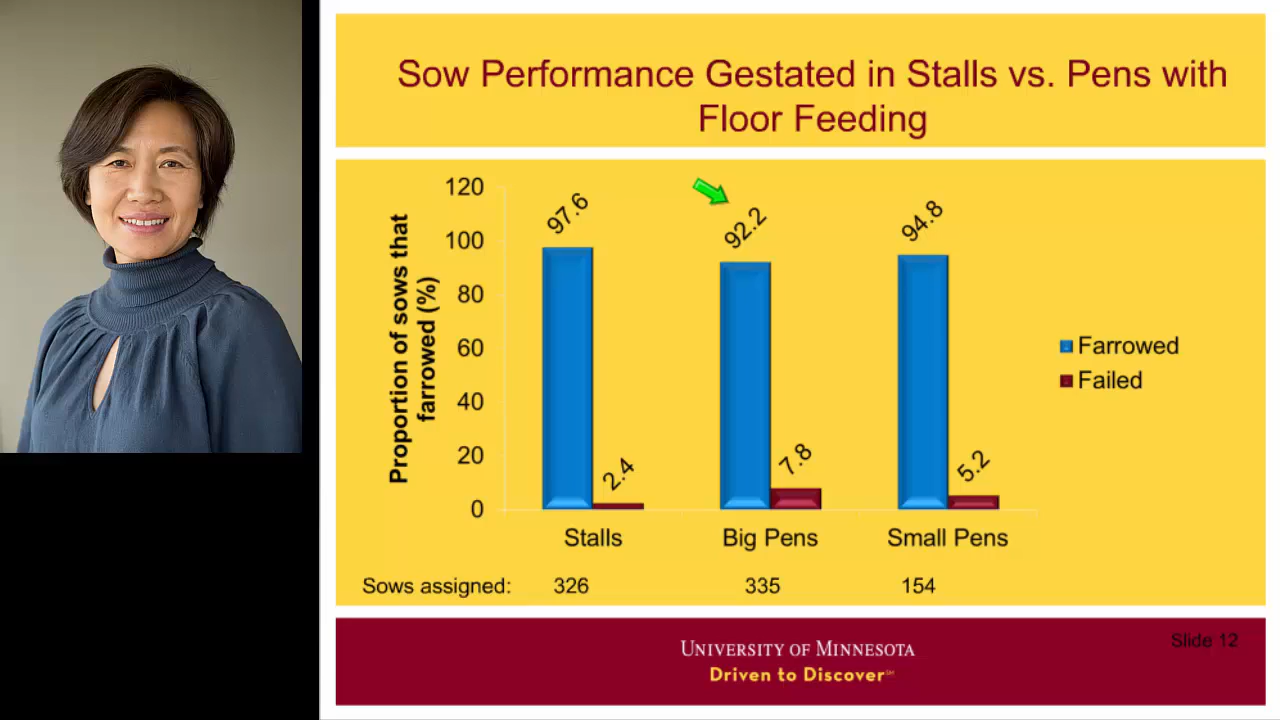 Sow Performance Gestated in Stalls vs. Pens with
Floor Feeding
Proportion of sows that
farrowed (%)
120
100
80
60
40
20
0
97.6
2.4
92.2
7.8
94.8
5.2
Stalls
Big Pens
Small Pens
Farrowed
Failed
Sows assigned: 326 335 154
UNIVERSITY OF MINNESOTA
Driven to Discover℠
Slide 12